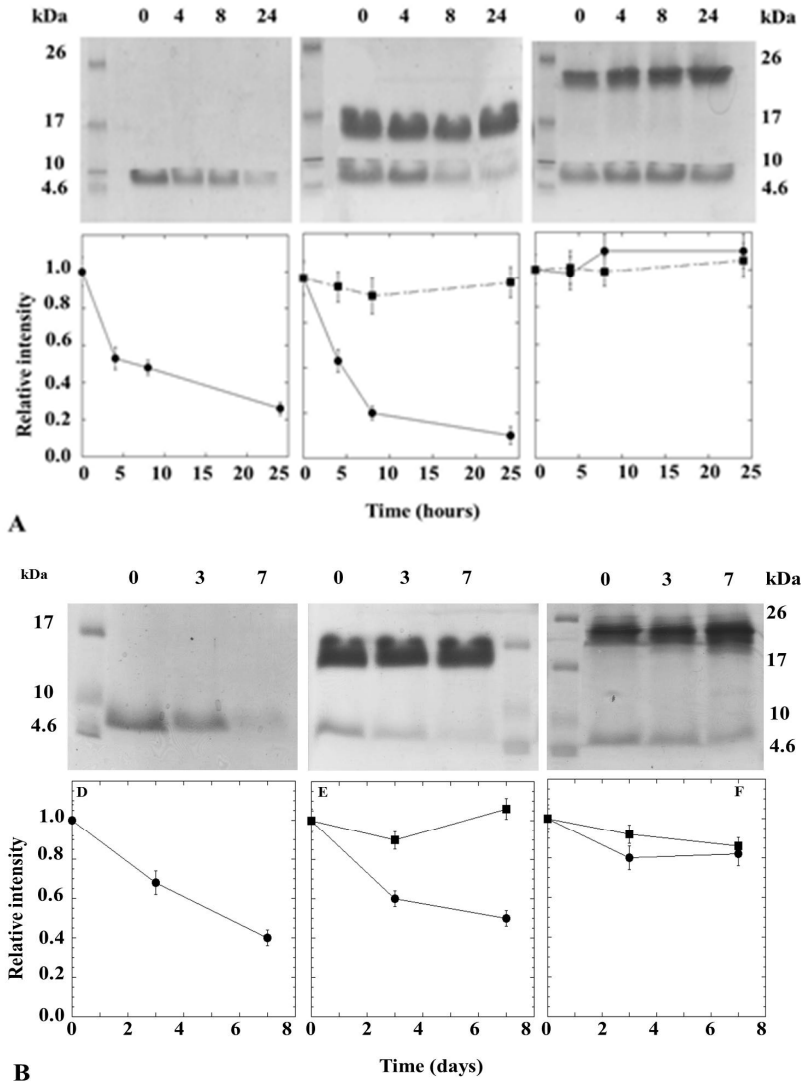 kDa 0 4 8 24 0 4 8 24 0 4 8 24 kDa
26 26
17 17
10 10
4.6 4.6
1.0
0.8
0.6
0.4
0.2
0.0
Relative intensity
0 5 10 15 20 25 0 5 10 15 20 25 0 5 10 15 20 25
Time (hours)
A
kDa 0 3 7 0 3 7 0 3 7 kDa
26
17 17
10 10
4.6 4.6
D E F
1.0
0.8
0.6
0.4
0.2
0.0
Relative intensity
0 2 4 6 8 0 2 4 6 8 0 2 4 6 8
Time (days)
B